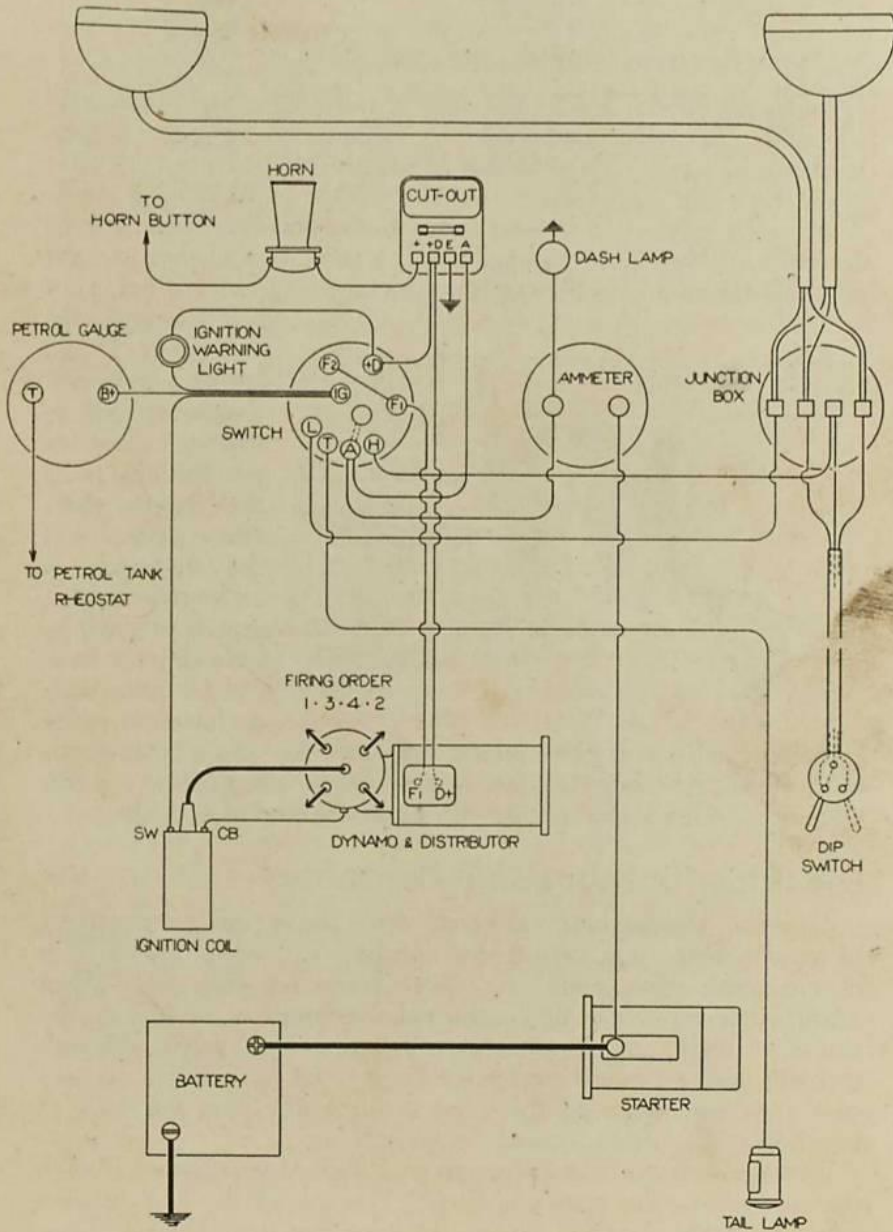 HORN
TO
HORN BUTTON
CUT-OUT
+ +D E A
DASH LAMP
PETROL GAUGE
T
B+
IGNITION
WARNING
LIGHT
F2
+D
IG
F1
L
T
A
H
SWITCH
AMMETER
JUNCTION
BOX
TO PETROL TANK
RHEOSTAT
FIRING ORDER
1·3·4·2
F1 D+
SW
CB
DYNAMO & DISTRIBUTOR
IGNITION COIL
DIP
SWITCH
BATTERY
STARTER
TAIL LAMP